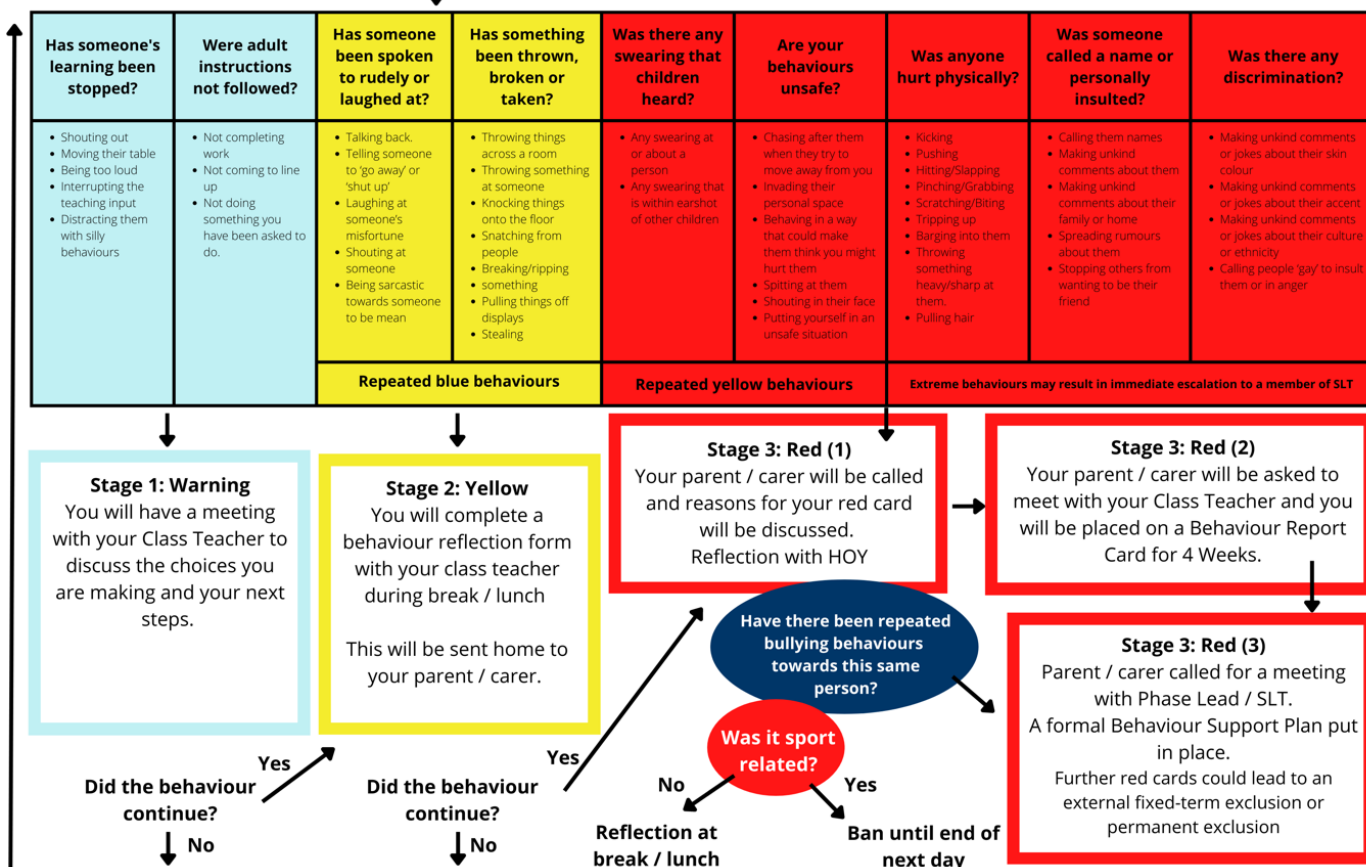 Has someone's
learning been
stopped?
Were adult
instructions
not followed?
Has someone
been spoken
to rudely or
laughed at?
Has something
been thrown,
broken or
taken?
Was there any
swearing that
children
heard?
Are your
behaviours
unsafe?
Was anyone
hurt physically?
Was someone
called a name or
personally
insulted?
Was there any
discrimination?
• Shouting out
• Moving their table
• Being too loud
• Interrupting the
teaching input
• Distracting them
with silly
behaviours
• Not completing
work
• Not coming to line
up
• Not doing
something you
have been asked to
do.
• Talking back.
• Telling someone
to 'go away' or
'shut up'
• Laughing at
someone's
misfortune
• Shouting at
someone
• Being sarcastic
towards someone
to be mean
• Throwing things
across a room
• Throwing something
at someone
• Knocking things
onto the floor
• Snatching from
people
• Breaking/ripping
• something
• Pulling things off
displays
• Stealing
• Any swearing at
or about a
person
• Any swearing that
is within earshot
of other children
• Chasing after them
when they try to
move away from you
• Invading their
personal space
• Behaving in a way
that could make
them think you might
hurt them
• Spitting at them
• Shouting in their face
• Putting yourself in an
unsafe situation
• Kicking
• Pushing
• Hitting/Slapping
• Pinching/Grabbing
• Scratching/Biting
• Tripping up
• Barging into them
• Throwing
something
heavy/sharp at
them.
• Pulling hair
• Calling them names
• Making unkind
comments about them
• Making unkind
comments about their
family or home
• Spreading rumours
about them
• Stopping others from
wanting to be their
friend
• Making unkind comments
or jokes about their skin
colour
• Making unkind comments
or jokes about their accent
• Making unkind comments
or jokes about their culture
or ethnicity
• Calling people 'gay' to insult
them or in anger
Repeated blue behaviours
Repeated yellow behaviours
Extreme behaviours may result in immediate escalation to a member of SLT
Stage 1: Warning
You will have a meeting
with your Class Teacher to
discuss the choices you
are making and your next
steps.
Stage 2: Yellow
You will complete a
behaviour reflection form
with your class teacher
during break / lunch
This will be sent home to
your parent / carer.
Stage 3: Red (1)
Your parent / carer will be called
and reasons for your red card
will be discussed.
Reflection with HOY
Stage 3: Red (2)
Your parent / carer will be asked to
meet with your Class Teacher and you
will be placed on a Behaviour Report
Card for 4 Weeks.
Have there been repeated
bullying behaviours
towards this same
person?
Stage 3: Red (3)
Parent / carer called for a meeting
with Phase Lead / SLT.
A formal Behaviour Support Plan put
in place.
Further red cards could lead to an
external fixed-term exclusion or
permanent exclusion
Was it sport
related?
Did the behaviour
continue?
Yes
No
Did the behaviour
continue?
Yes
No
No
Yes
Reflection at
break / lunch
Ban until end of
next day